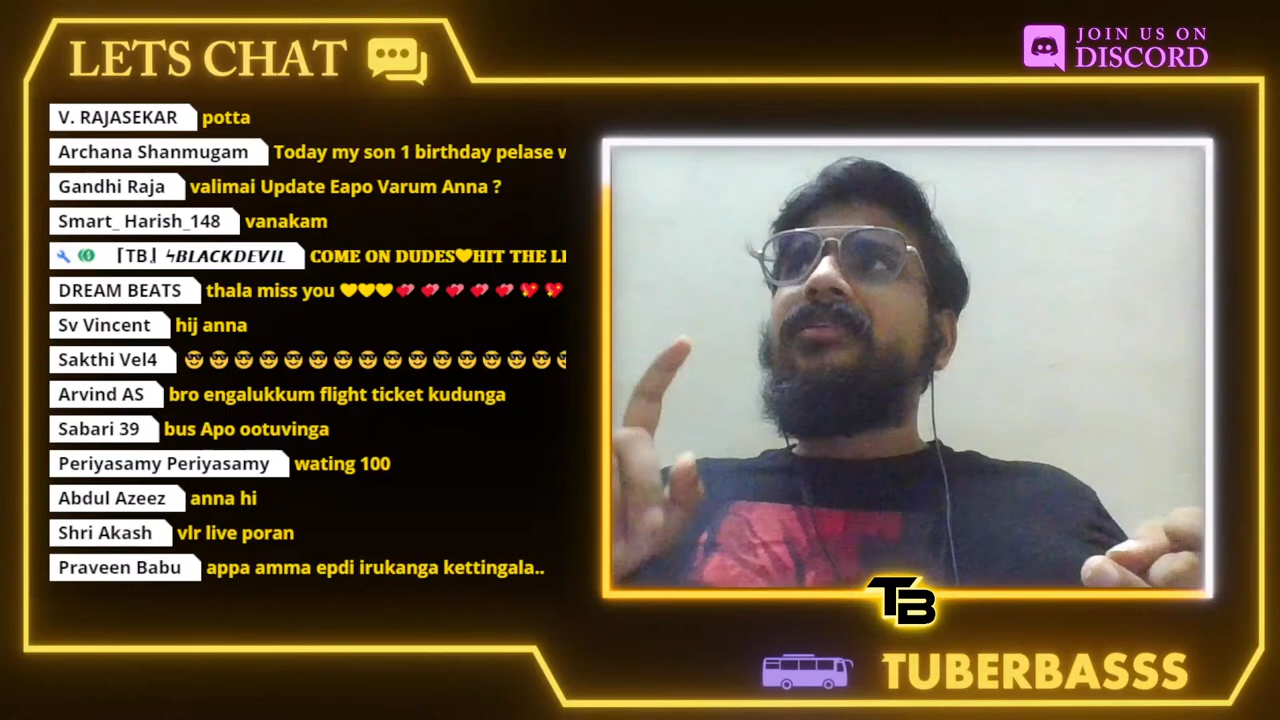 LETS CHAT
JOIN US ON
DISCORD
V. RAJASEKAR potta
Archana Shanmugam Today my son 1 birthday pelase
Gandhi Raja valimai Update Eapo Varum Anna ?
Smart_ Harish_148 vanakam
「TB」 ϟBLACKDEVIL COME ON DUDES💛HIT THE
DREAM BEATS thala miss you 💛💛💛💕💕💕💕💕💖💖
Sv Vincent hij anna
Sakthi Vel4 😎😎😎😎😎😎😎😎😎😎😎😎😎😎😎😎
Arvind AS bro engalukkum flight ticket kudunga
Sabari 39 bus Apo ootuvinga
Periyasamy Periyasamy wating 100
Abdul Azeez anna hi
Shri Akash vlr live poran
Praveen Babu appa amma epdi irukanga kettingala..
TB
TUBERBASSS